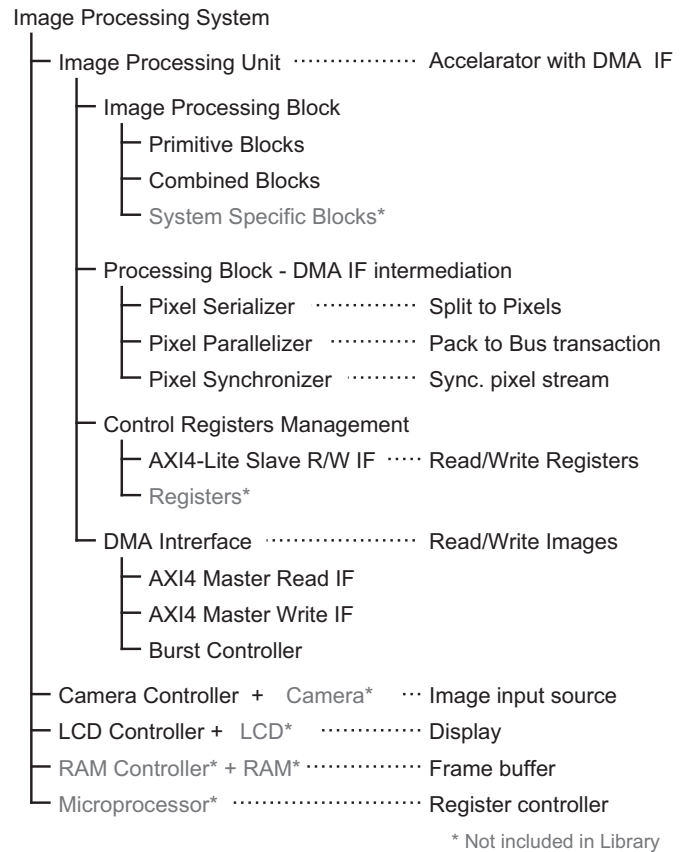 Image Processing System
Image Processing Unit ················ Accelarator with DMA IF
Image Processing Block
Primitive Blocks
Combined Blocks
System Specific Blocks*
Processing Block - DMA IF intermediation
Pixel Serializer ············· Split to Pixels
Pixel Parallelizer ··········· Pack to Bus transaction
Pixel Synchronizer ·········· Sync. pixel stream
Control Registers Management
AXI4-Lite Slave R/W IF ····· Read/Write Registers
Registers*
DMA Intrerface ···················· Read/Write Images
AXI4 Master Read IF
AXI4 Master Write IF
Burst Controller
Camera Controller + Camera* ··· Image input source
LCD Controller + LCD* ·············· Display
RAM Controller* + RAM* ················ Frame buffer
Microprocessor* ·························· Register controller
* Not included in Library